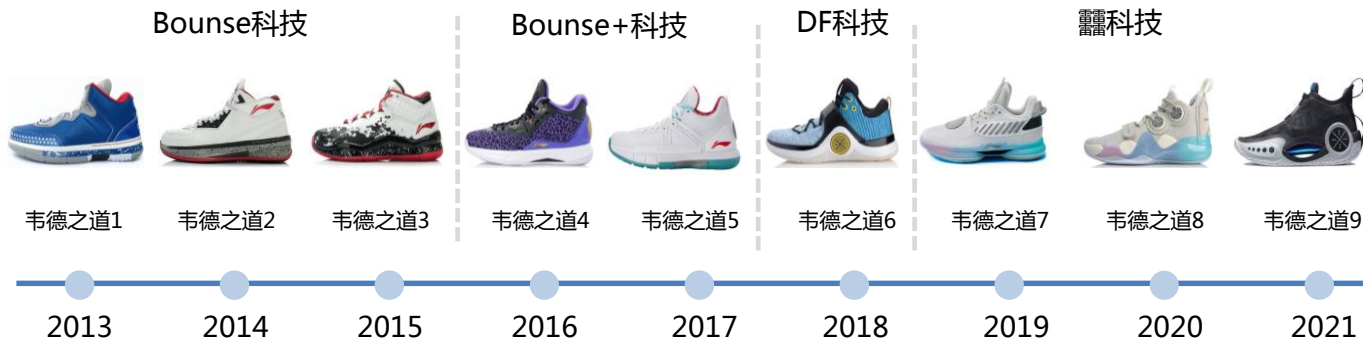 Bounse科技 Bounse+科技 DF科技 䨻科技
韦德之道1 韦德之道2 韦德之道3 韦德之道4 韦德之道5 韦德之道6 韦德之道7 韦德之道8 韦德之道9
2013 2014 2015 2016 2017 2018 2019 2020 2021